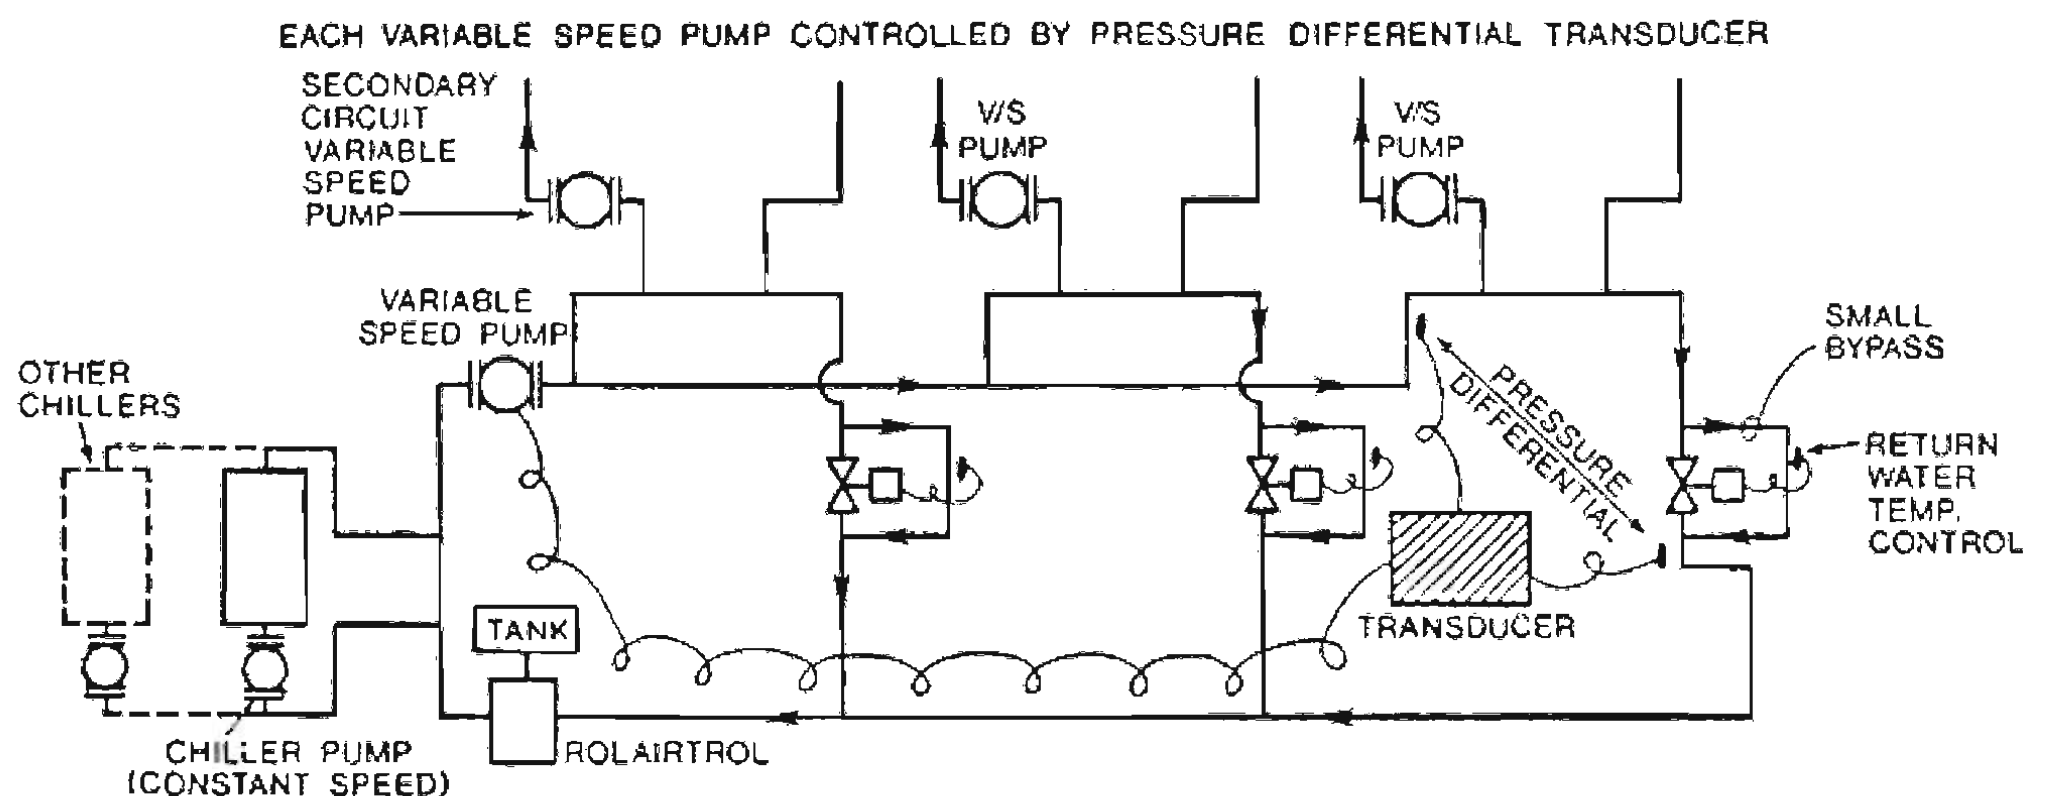 EACH VARIABLE SPEED PUMP CONTROLLED BY PRESSURE DIFFERENTIAL TRANSDUCER
SECONDARY
CIRCUIT
VARIABLE
SPEED
PUMP
V/S
PUMP
V/S
PUMP
VARIABLE
SPEED PUMP
SMALL
BYPASS
OTHER
CHILLERS
PRESSURE
DIFFERENTIAL
RETURN
WATER
TEMP.
CONTROL
TANK
TRANSDUCER
CHILLER PUMP
(CONSTANT SPEED)
ROLAIRTROL